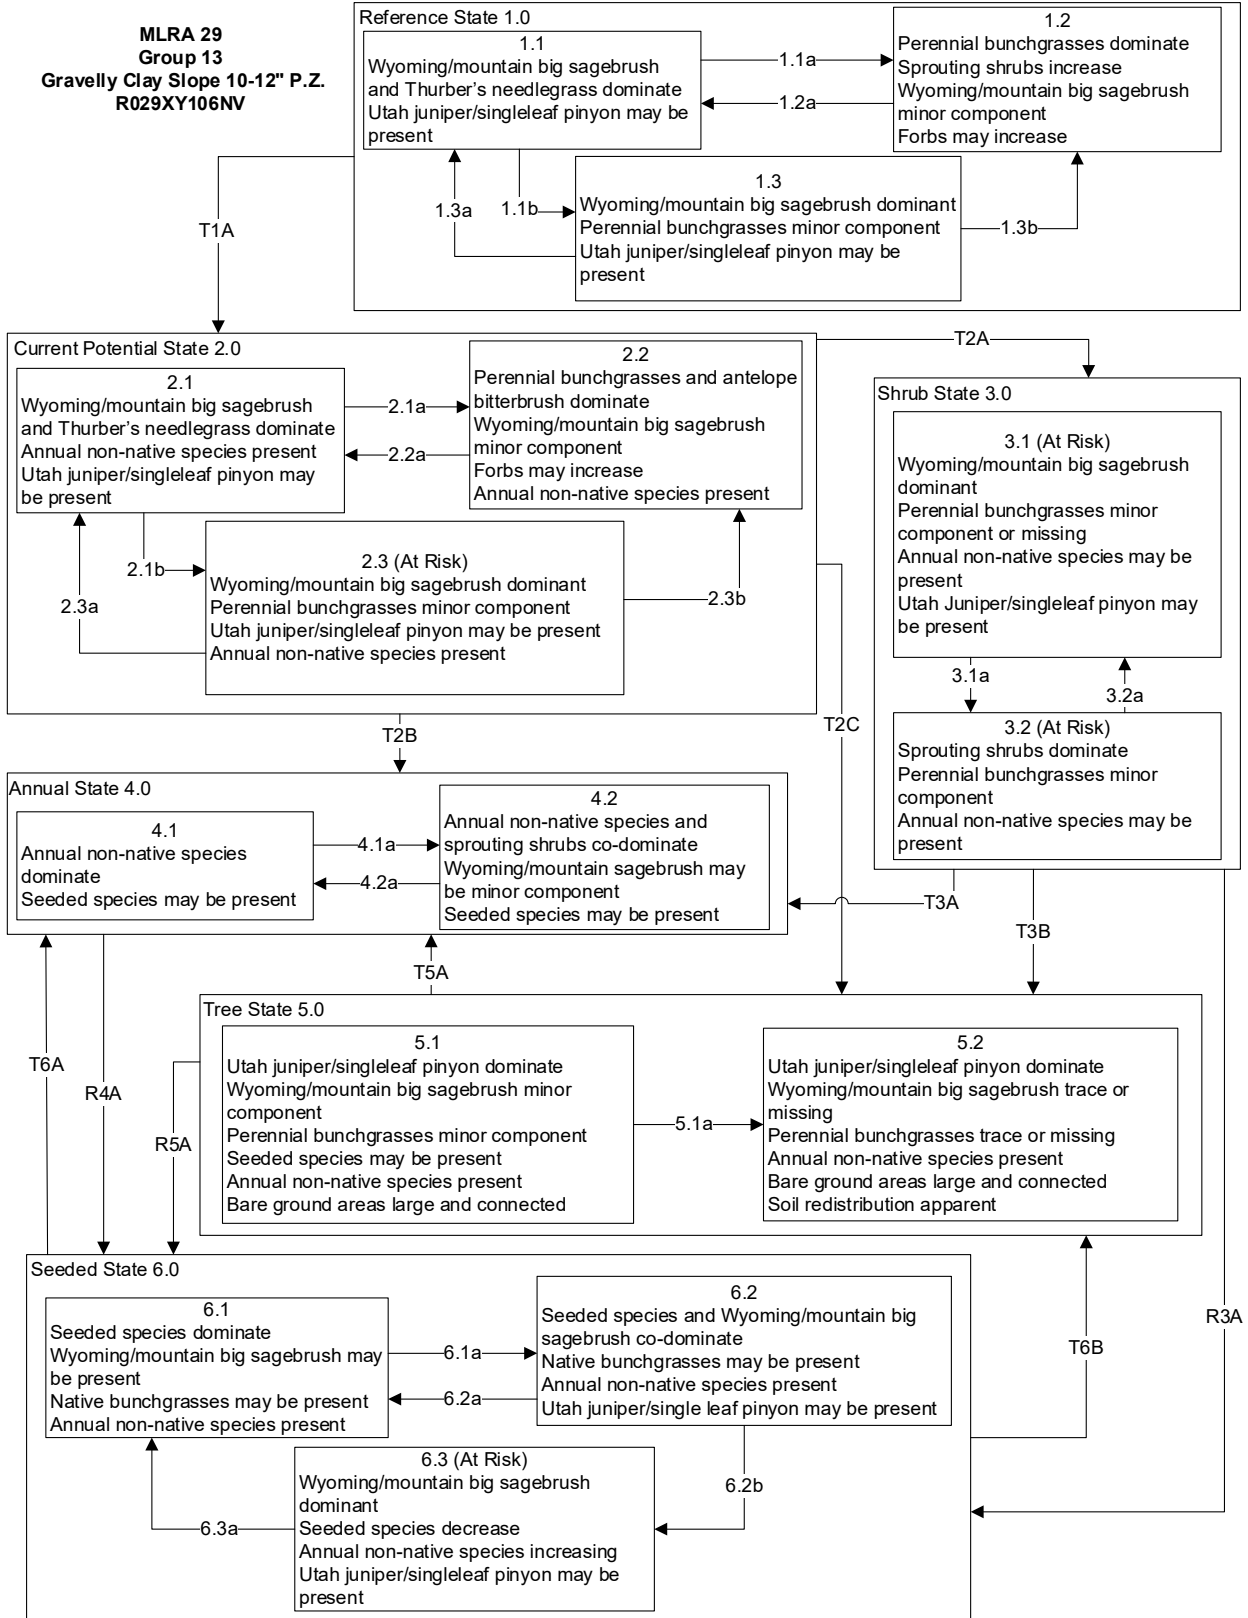 MLRA 29
Group 13
Gravelly Clay Slope 10-12" P.Z.
R029XY106NV
Reference State 1.0
1.1
Wyoming/mountain big sagebrush
and Thurber's needlegrass dominate
Utah juniper/singleleaf pinyon may be
present
1.1a
1.2a
1.2
Perennial bunchgrasses dominate
Sprouting shrubs increase
Wyoming/mountain big sagebrush
minor component
Forbs may increase
1.3a
1.1b
1.3
Wyoming/mountain big sagebrush dominant
Perennial bunchgrasses minor component
Utah juniper/singleleaf pinyon may be
present
1.3b
T1A
Current Potential State 2.0
2.1
Wyoming/mountain big sagebrush
and Thurber's needlegrass dominate
Annual non-native species present
Utah juniper/singleleaf pinyon may
be present
2.1a
2.2a
2.2
Perennial bunchgrasses and antelope
bitterbrush dominate
Wyoming/mountain big sagebrush
minor component
Forbs may increase
Annual non-native species present
2.1b
2.3a
2.3 (At Risk)
Wyoming/mountain big sagebrush dominant
Perennial bunchgrasses minor component
Utah juniper/singleleaf pinyon may be present
Annual non-native species present
2.3b
T2A
Shrub State 3.0
3.1 (At Risk)
Wyoming/mountain big sagebrush
dominant
Perennial bunchgrasses minor
component or missing
Annual non-native species may be
present
Utah Juniper/singleleaf pinyon may
be present
3.1a
3.2a
3.2 (At Risk)
Sprouting shrubs dominate
Perennial bunchgrasses minor
component
Annual non-native species may be
present
T2B
T2C
Annual State 4.0
4.1
Annual non-native species
dominate
Seeded species may be present
4.1a
4.2a
4.2
Annual non-native species and
sprouting shrubs co-dominate
Wyoming/mountain sagebrush may
be minor component
Seeded species may be present
T3A
T3B
T5A
Tree State 5.0
5.1
Utah juniper/singleleaf pinyon dominate
Wyoming/mountain big sagebrush minor
component
Perennial bunchgrasses minor component
Seeded species may be present
Annual non-native species present
Bare ground areas large and connected
5.1a
5.2
Utah juniper/singleleaf pinyon dominate
Wyoming/mountain big sagebrush trace or
missing
Perennial bunchgrasses trace or missing
Annual non-native species present
Bare ground areas large and connected
Soil redistribution apparent
T6A
R4A
R5A
Seeded State 6.0
6.1
Seeded species dominate
Wyoming/mountain big sagebrush may
be present
Native bunchgrasses may be present
Annual non-native species present
6.1a
6.2a
6.2
Seeded species and Wyoming/mountain big
sagebrush co-dominate
Native bunchgrasses may be present
Annual non-native species present
Utah juniper/single leaf pinyon may be present
T6B
R3A
6.3a
6.3 (At Risk)
Wyoming/mountain big sagebrush
dominant
Seeded species decrease
Annual non-native species increasing
Utah juniper/singleleaf pinyon may be
present
6.2b